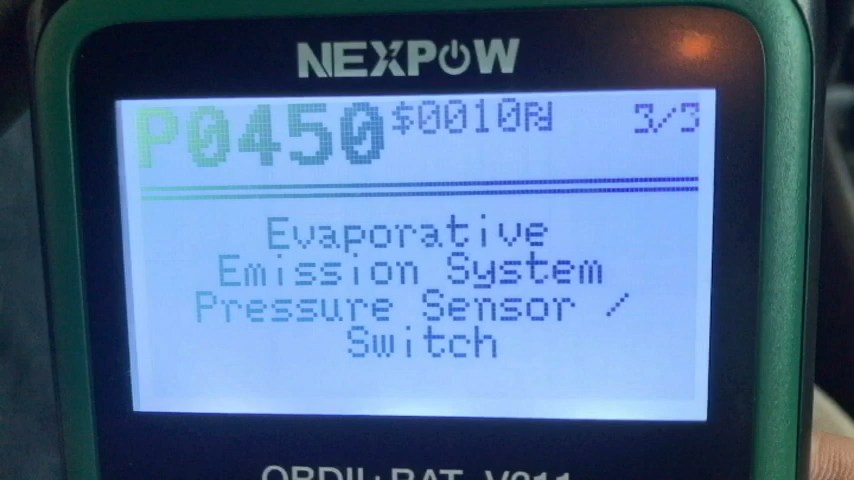 NEXPOW
P0450 $0010 3/3
Evaporative
Emission System
Pressure Sensor /
Switch